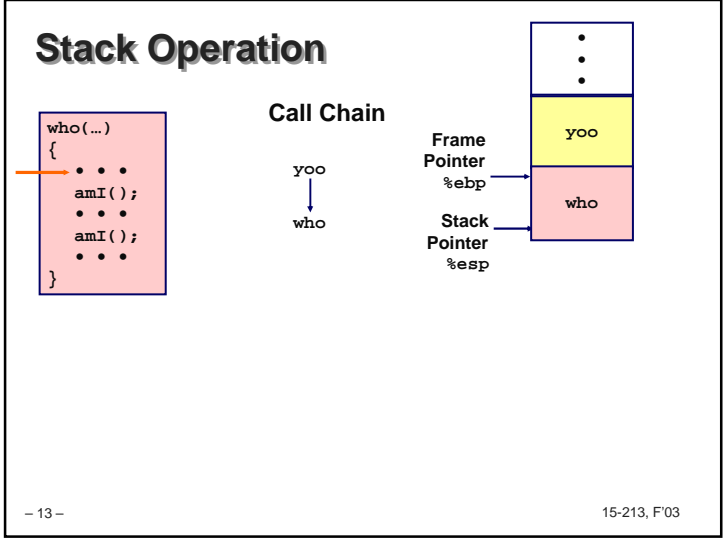 Stack Operation
who(…)
{
• • •
amI();
• • •
amI();
• • •
}
Call Chain
yoo
who
Frame
Pointer
%ebp
Stack
Pointer
%esp
•
•
•
yoo
who
– 13 –
15-213, F’03